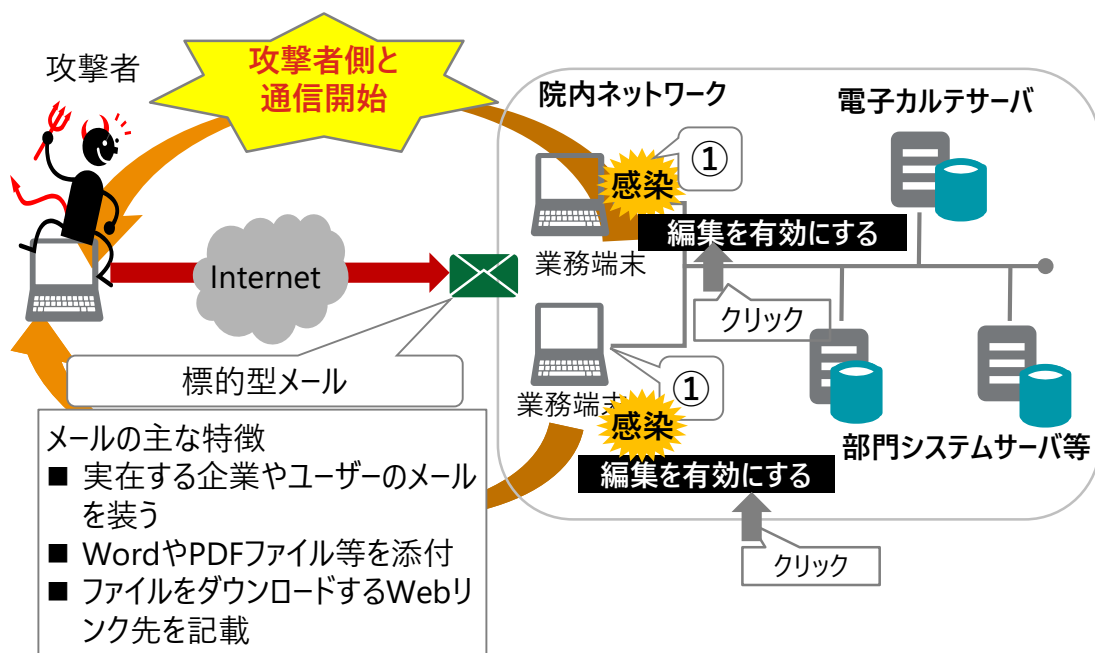 攻撃者
攻撃者側と
通信開始
院内ネットワーク
電子カルテサーバ
①
感染
編集を有効にする
業務端末
Internet
クリック
標的型メール
①
業務端末
感染
部門システムサーバ等
編集を有効にする
クリック
メールの主な特徴
■ 実在する企業やユーザーのメール
を装う
■ WordやPDFファイル等を添付
■ ファイルをダウンロードするWebリ
ンク先を記載